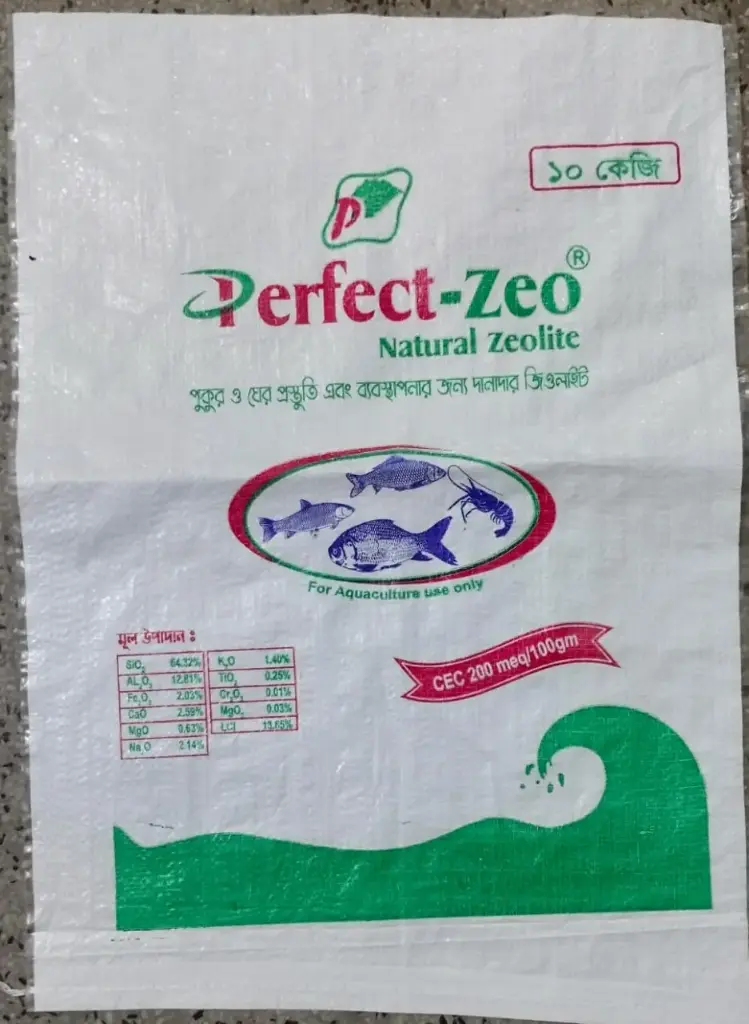 ১০ কেজি
P
Perfect-Zeo®
Natural Zeolite
পুকুর ও ঘের প্রস্তুতি এবং ব্যবস্থাপনার জন্য দানাদার জিওলাইট
For Aquaculture use only
মূল উপাদান :
SiO₂ 64.32% K₂O 1.40%
AL₂O₃ 12.81% TiO₂ 0.25%
Fe₂O₃ 2.03% Cr₂O₃ 0.01%
CaO 2.59% MgO₂ 0.03%
MgO 0.63% LCI 13.65%
Na₂O 2.14%
CEC 200 meq/100gm